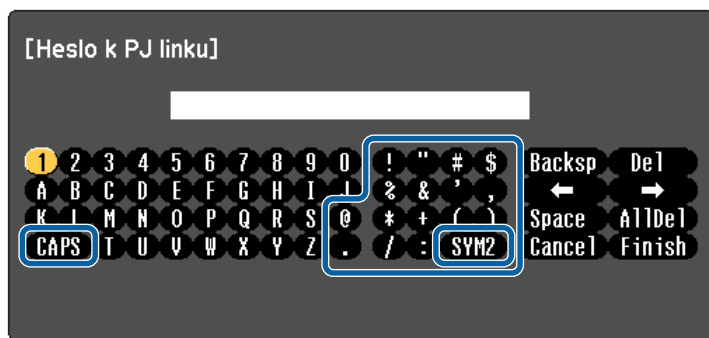 [Heslo k PJ linku]
1 2 3 4 5 6 7 8 9 0 ! " # $ Backsp Del
A B C D E F G H I J % & ' , ← →
K L M N O P Q R S @ * + ( ) Space AllDel
CAPS T U V W X Y Z . / : SYM2 Cancel Finish